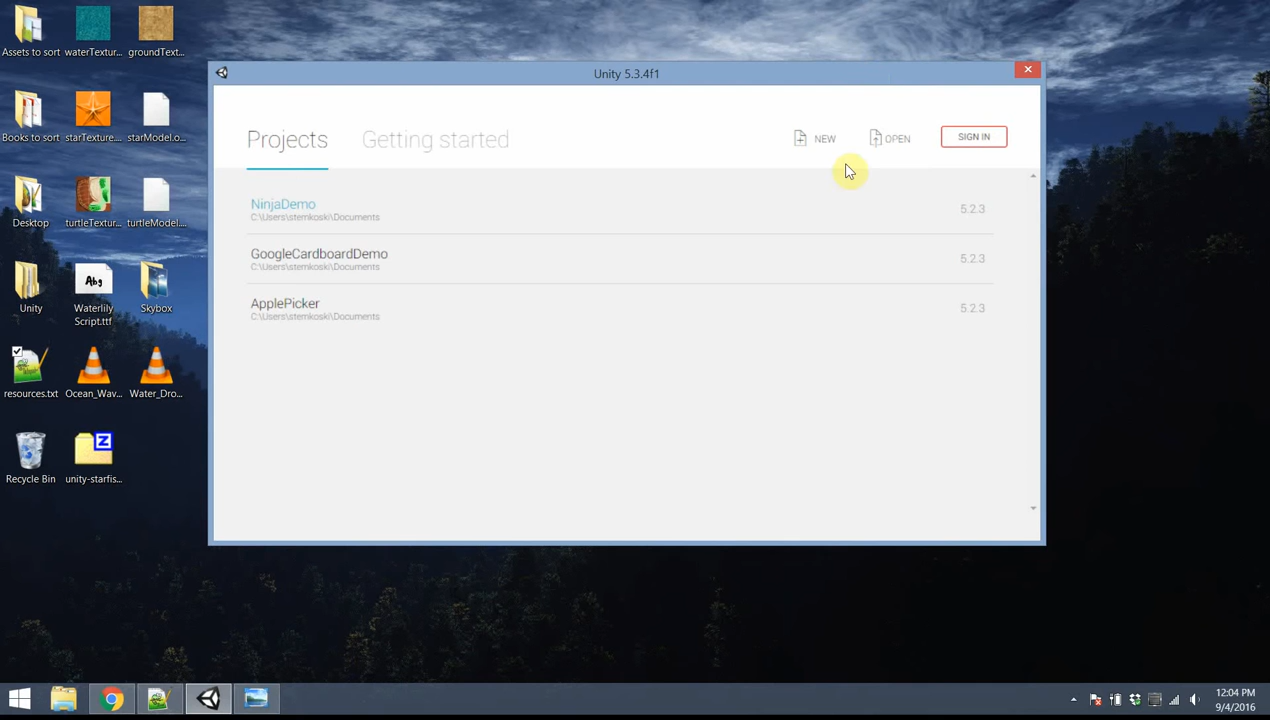 Assets to sort
waterTextur...
groundText...
Books to sort
starTexture....
starModel.o...
Desktop
turtleTextur...
turtleModel....
Unity
Abg
Waterlily
Script.ttf
Skybox
resources.txt
Ocean_Wav...
Water_Dro...
Recycle Bin
Z
unity-starfis...
Unity 5.3.4f1
Projects
Getting started
NEW
OPEN
SIGN IN
NinjaDemo
C:\Users\stemkoski\Documents
5.2.3
GoogleCardboardDemo
C:\Users\stemkoski\Documents
5.2.3
ApplePicker
C:\Users\stemkoski\Documents
5.2.3
12:04 PM
9/4/2016